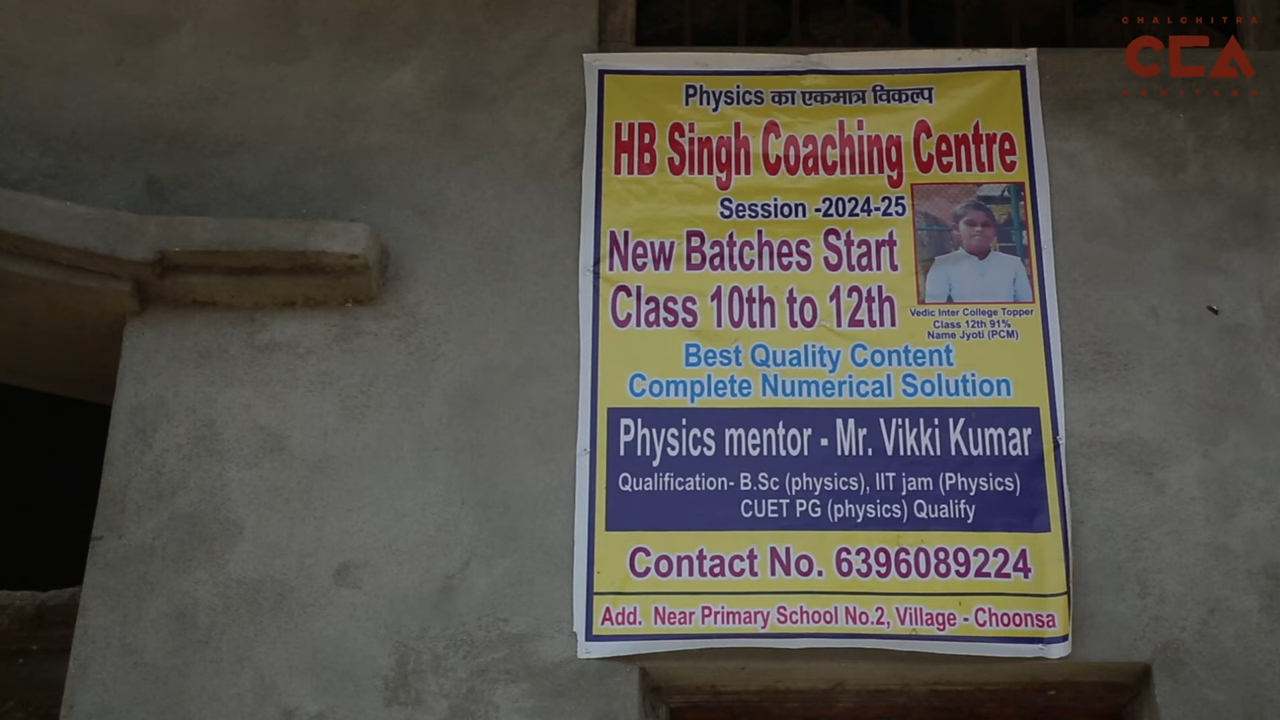 CHALCHITRA
CCA
Physics का एकमात्र विकल्प
HB Singh Coaching Centre
Session -2024-25
New Batches Start
Class 10th to 12th
Vedic Inter College Topper
Class 12th 91%
Name Jyoti (PCM)
Best Quality Content
Complete Numerical Solution
Physics mentor - Mr. Vikki Kumar
Qualification- B.Sc (physics), IIT jam (Physics)
CUET PG (physics) Qualify
Contact No. 6396089224
Add. Near Primary School No.2, Village - Choonsa